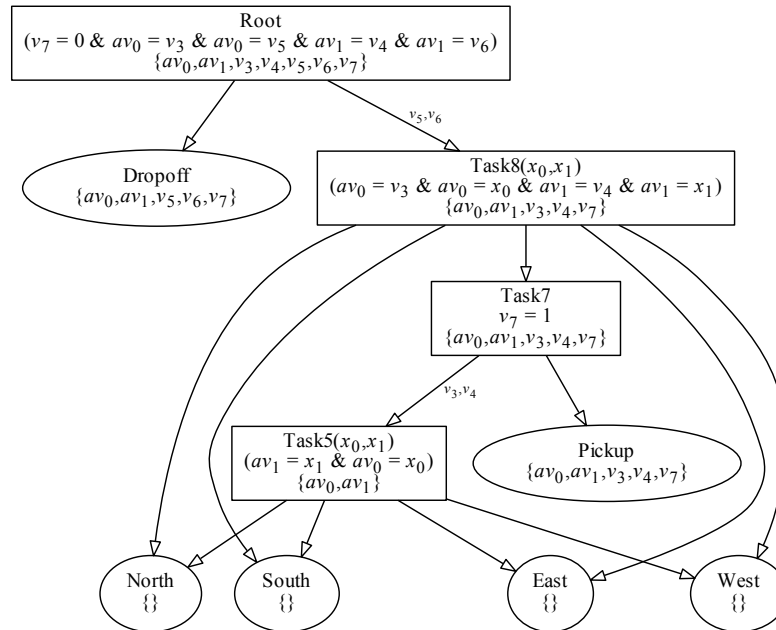 Root
(v₇ = 0 & av₀ = v₃ & av₀ = v₅ & av₁ = v₄ & av₁ = v₆)
{av₀,av₁,v₃,v₄,v₅,v₆,v₇}
v₅,v₆
Dropoff
{av₀,av₁,v₅,v₆,v₇}
Task8(x₀,x₁)
(av₀ = v₃ & av₀ = x₀ & av₁ = v₄ & av₁ = x₁)
{av₀,av₁,v₃,v₄,v₇}
Task7
v₇ = 1
{av₀,av₁,v₃,v₄,v₇}
v₃,v₄
Task5(x₀,x₁)
(av₁ = x₁ & av₀ = x₀)
{av₀,av₁}
Pickup
{av₀,av₁,v₃,v₄,v₇}
North
{}
South
{}
East
{}
West
{}